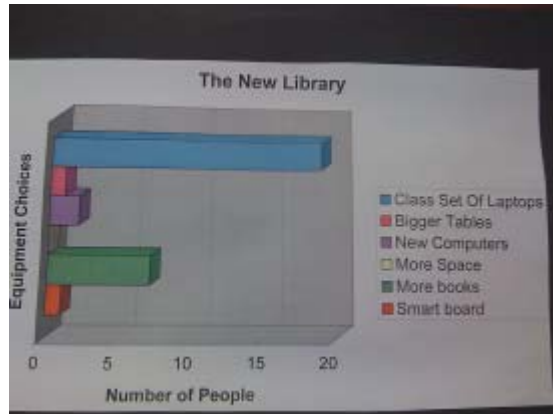 The New Library
Equipment Choices
Class Set Of Laptops
Bigger Tables
New Computers
More Space
More books
Smart board
0 5 10 15 20
Number of People